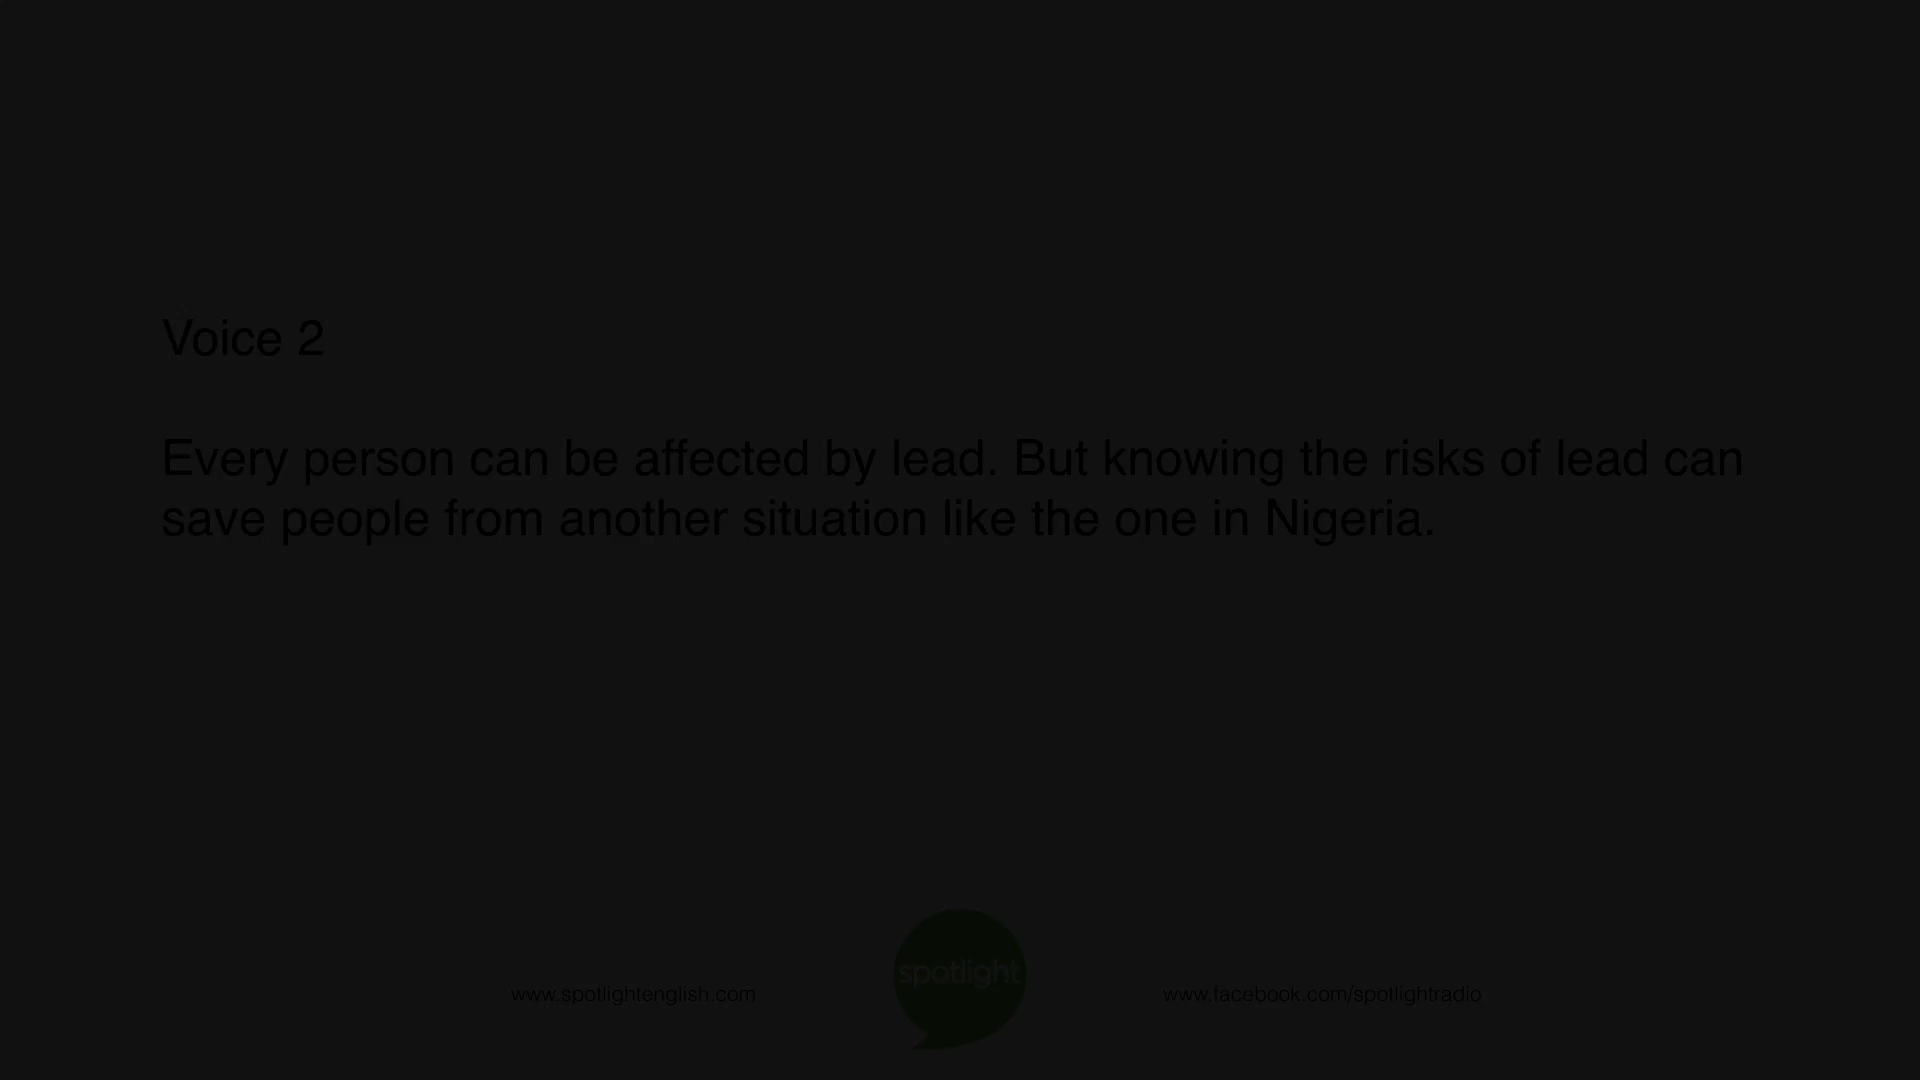 Voice 2
Every person can be affected by lead. But knowing the risks of lead can
save people from another situation like the one in Nigeria.
spotlight
www.spotlightenglish.com
www.facebook.com/spotlightradio